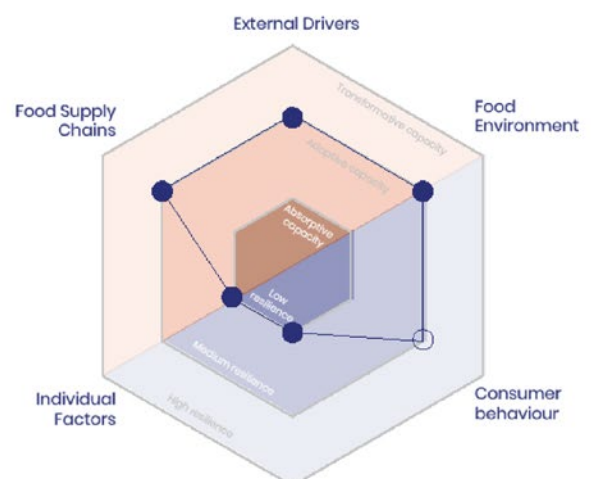 External Drivers
Food Supply
Chains
Food
Environment
Transformative capacity
Adaptive capacity
Absorptive
capacity
Low
resilience
Medium resilience
High resilience
Individual
Factors
Consumer
behaviour